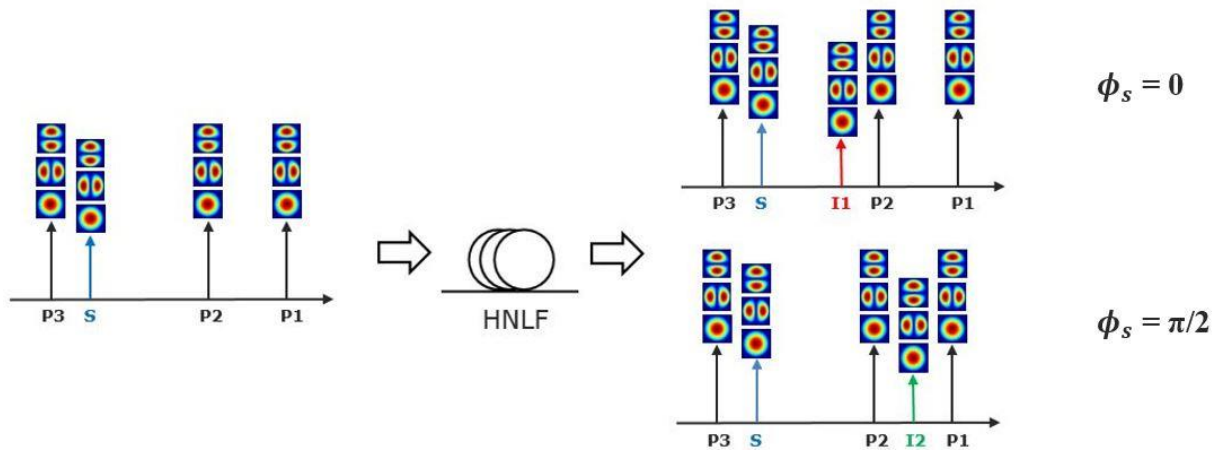 ϕₛ = 0
P3 S I1 P2 P1
P3 S P2 P1
HNLF
ϕₛ = π/2
P3 S P2 I2 P1